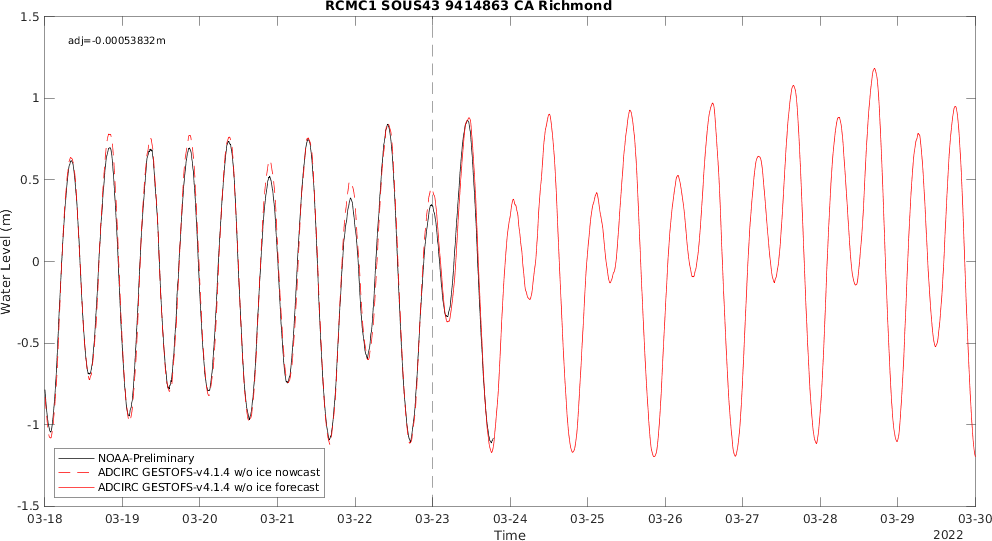 RCMC1 SOUS43 9414863 CA Richmond
adj=-0.00053832m
1.5
1
0.5
0
-0.5
-1
-1.5
Water Level (m)
NOAA-Preliminary
ADCIRC GESTOFS-v4.1.4 w/o ice nowcast
ADCIRC GESTOFS-v4.1.4 w/o ice forecast
03-18 03-19 03-20 03-21 03-22 03-23 03-24 03-25 03-26 03-27 03-28 03-29 03-30
Time
2022